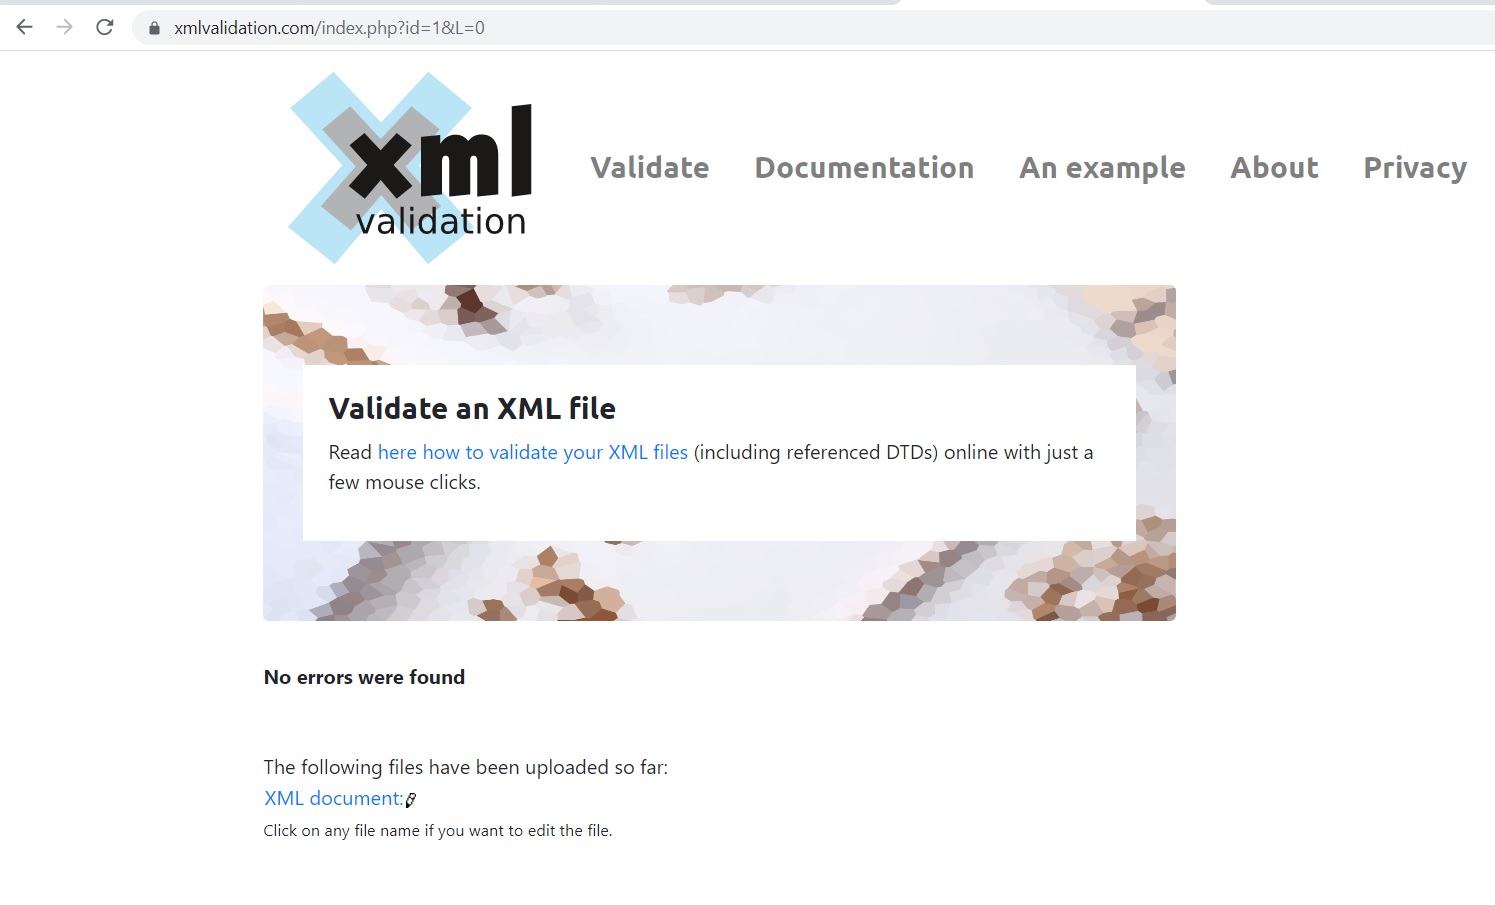 xmlvalidation.com/index.php?id=1&L=0
xml
validation
Validate Documentation An example About Privacy
Validate an XML file
Read here how to validate your XML files (including referenced DTDs) online with just a
few mouse clicks.
No errors were found
The following files have been uploaded so far:
XML document:
Click on any file name if you want to edit the file.